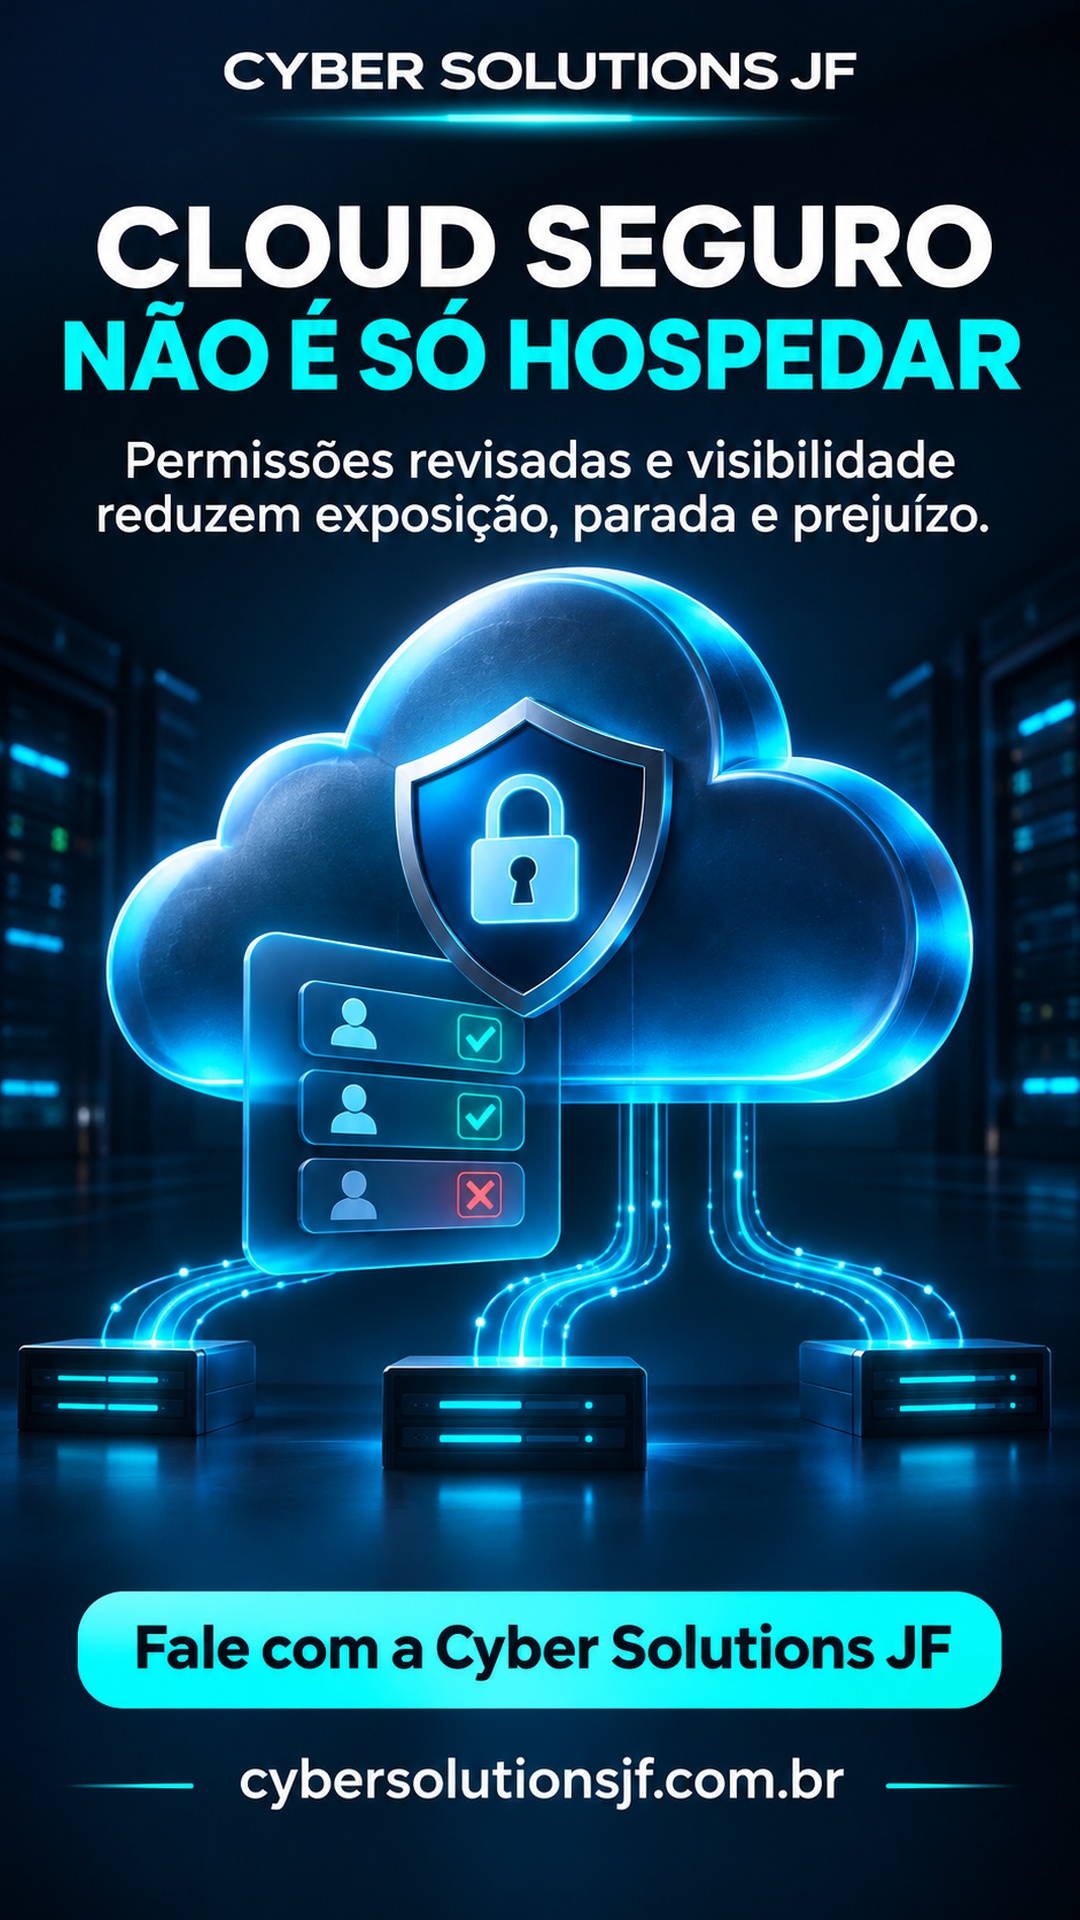 CYBER SOLUTIONS JF
CLOUD SEGURO
NÃO É SÓ HOSPEDAR
Permissões revisadas e visibilidade
reduzem exposição, parada e prejuízo.
Fale com a Cyber Solutions JF
cybersolutionsjf.com.br